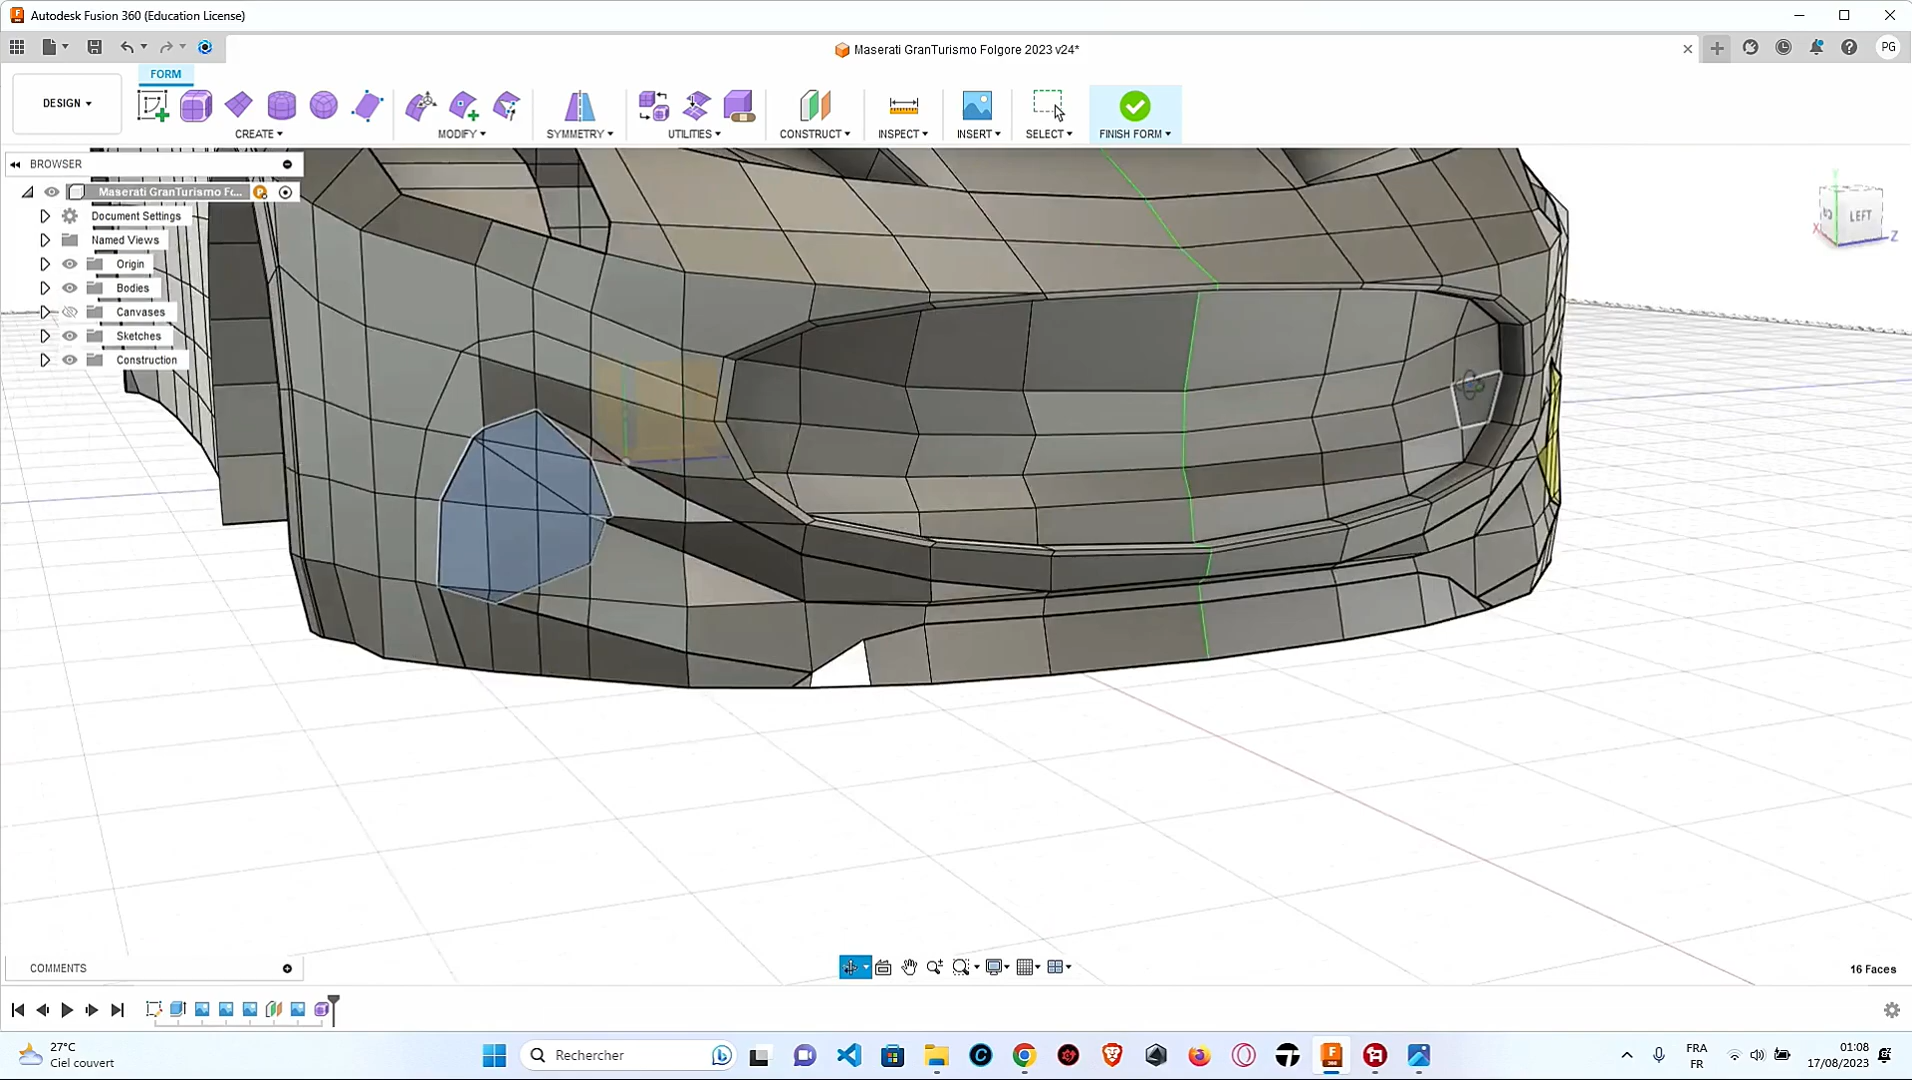 Autodesk Fusion 360 (Education License)
Maserati GranTurismo Folgore 2023 v24*
PG
FORM
DESIGN
CREATE
MODIFY
SYMMETRY
UTILITIES
CONSTRUCT
INSPECT
INSERT
SELECT
FINISH FORM
BROWSER
Maserati GranTurismo Fc...
Document Settings
Named Views
Origin
Bodies
Canvases
Sketches
Construction
Y
LEFT
X
Z
COMMENTS
16 Faces
27°C
Ciel couvert
Rechercher
FRA
FR
01:08
17/08/2023